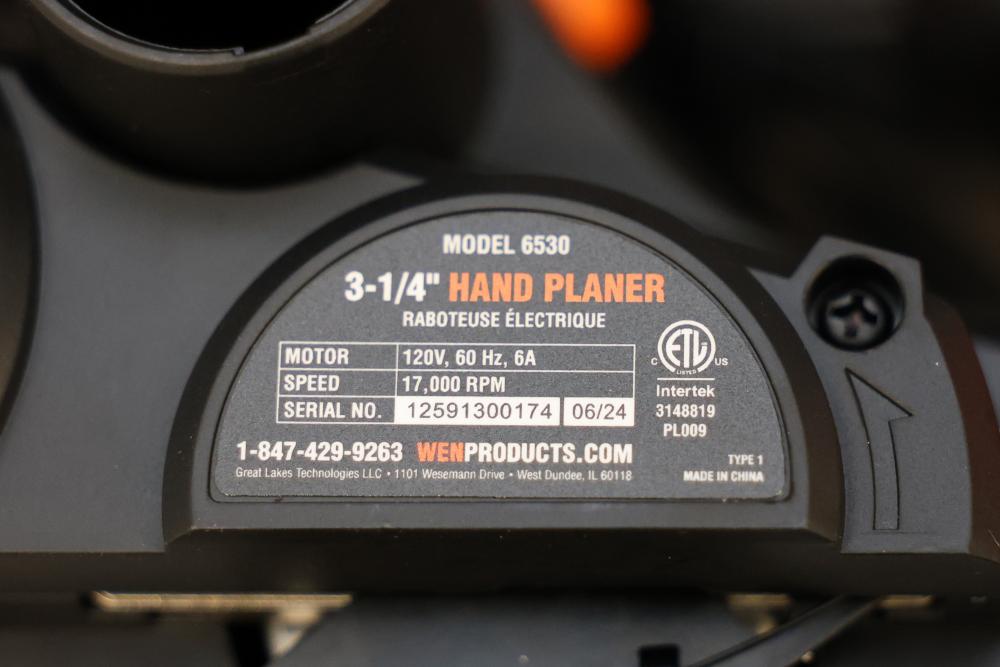 MODEL 6530
3-1/4" HAND PLANER
RABOTEUSE ÉLECTRIQUE
MOTOR 120V, 60 Hz, 6A
SPEED 17,000 RPM
SERIAL NO. 12591300174 06/24
C ETL US
LISTED
Intertek
3148819
PL009
1-847-429-9263 WENPRODUCTS.COM
Great Lakes Technologies LLC • 1101 Wesemann Drive • West Dundee, IL 60118
TYPE 1
MADE IN CHINA